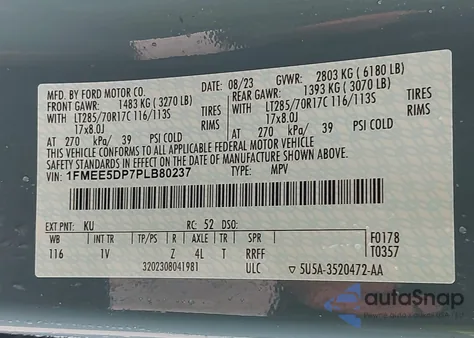 MFD. BY FORD MOTOR CO. DATE: 08/23 GVWR: 2803 KG (6180 LB)
FRONT GAWR: 1483 KG (3270 LB) REAR GAWR: 1393 KG (3070 LB)
WITH LT285/70R17C 116/113S TIRES WITH LT285/70R17C 116/113S TIRES
17x8.0J 17x8.0J
AT 270 kPa/ 39 PSI COLD AT 270 kPa/ 39 PSI COLD
THIS VEHICLE CONFORMS TO ALL APPLICABLE FEDERAL MOTOR VEHICLE
SAFETY STANDARDS IN EFFECT ON THE DATE OF MANUFACTURE SHOWN ABOVE.
VIN: 1FMEE5DP7PLB80237 TYPE: MPV
EXT PNT: KU RC: 52 DSO:
WB INT TR TP/PS R AXLE TR SPR F0178
116 1V Z 4L T RRFF T0357
3202308041981 ULC ▽ 5U5A-3520472-AA
autoSnap